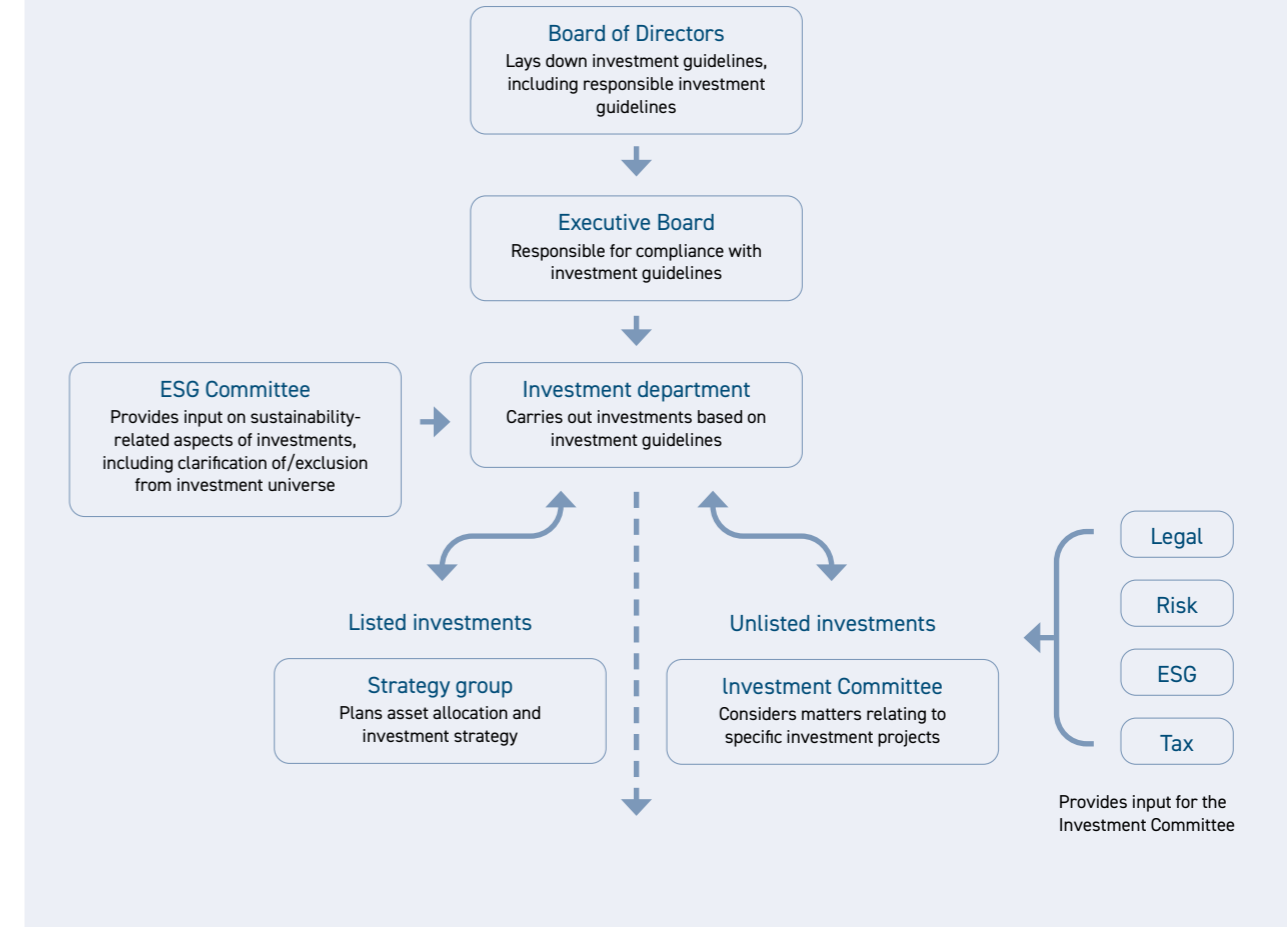 Board of Directors
Lays down investment guidelines,
including responsible investment
guidelines
Executive Board
Responsible for compliance with
investment guidelines
ESG Committee
Provides input on sustainability-
related aspects of investments,
including clarification of/exclusion
from investment universe
Investment department
Carries out investments based on
investment guidelines
Listed investments
Strategy group
Plans asset allocation and
investment strategy
Unlisted investments
Investment Committee
Considers matters relating to
specific investment projects
Legal
Risk
ESG
Tax
Provides input for the
Investment Committee